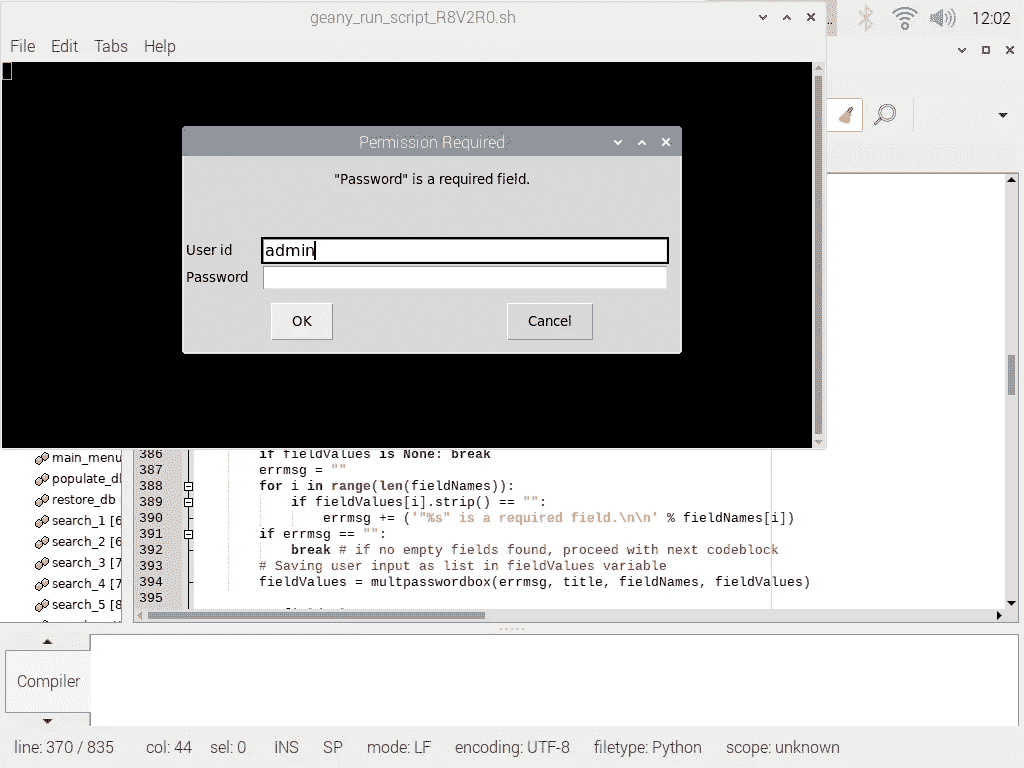 geany_run_script_R8V2R0.sh
12:02
File Edit Tabs Help
Permission Required
"Password" is a required field.
User id admin
Password
OK Cancel
main_menu
populate_d
restore_db
search_1 [6
search_2 [6
search_3 [7
search_4 [7
search_5 [8
386 if fieldValues is None: break
387 errmsg = ""
388 for i in range(len(fieldNames)):
389 if fieldValues[i].strip() == "":
390 errmsg += ('"%s" is a required field.\n\n' % fieldNames[i])
391 if errmsg == "":
392 break # if no empty fields found, proceed with next codeblock
393 # Saving user input as list in fieldValues variable
394 fieldValues = multpasswordbox(errmsg, title, fieldNames, fieldValues)
395
Compiler
line: 370 / 835 col: 44 sel: 0 INS SP mode: LF encoding: UTF-8 filetype: Python scope: unknown